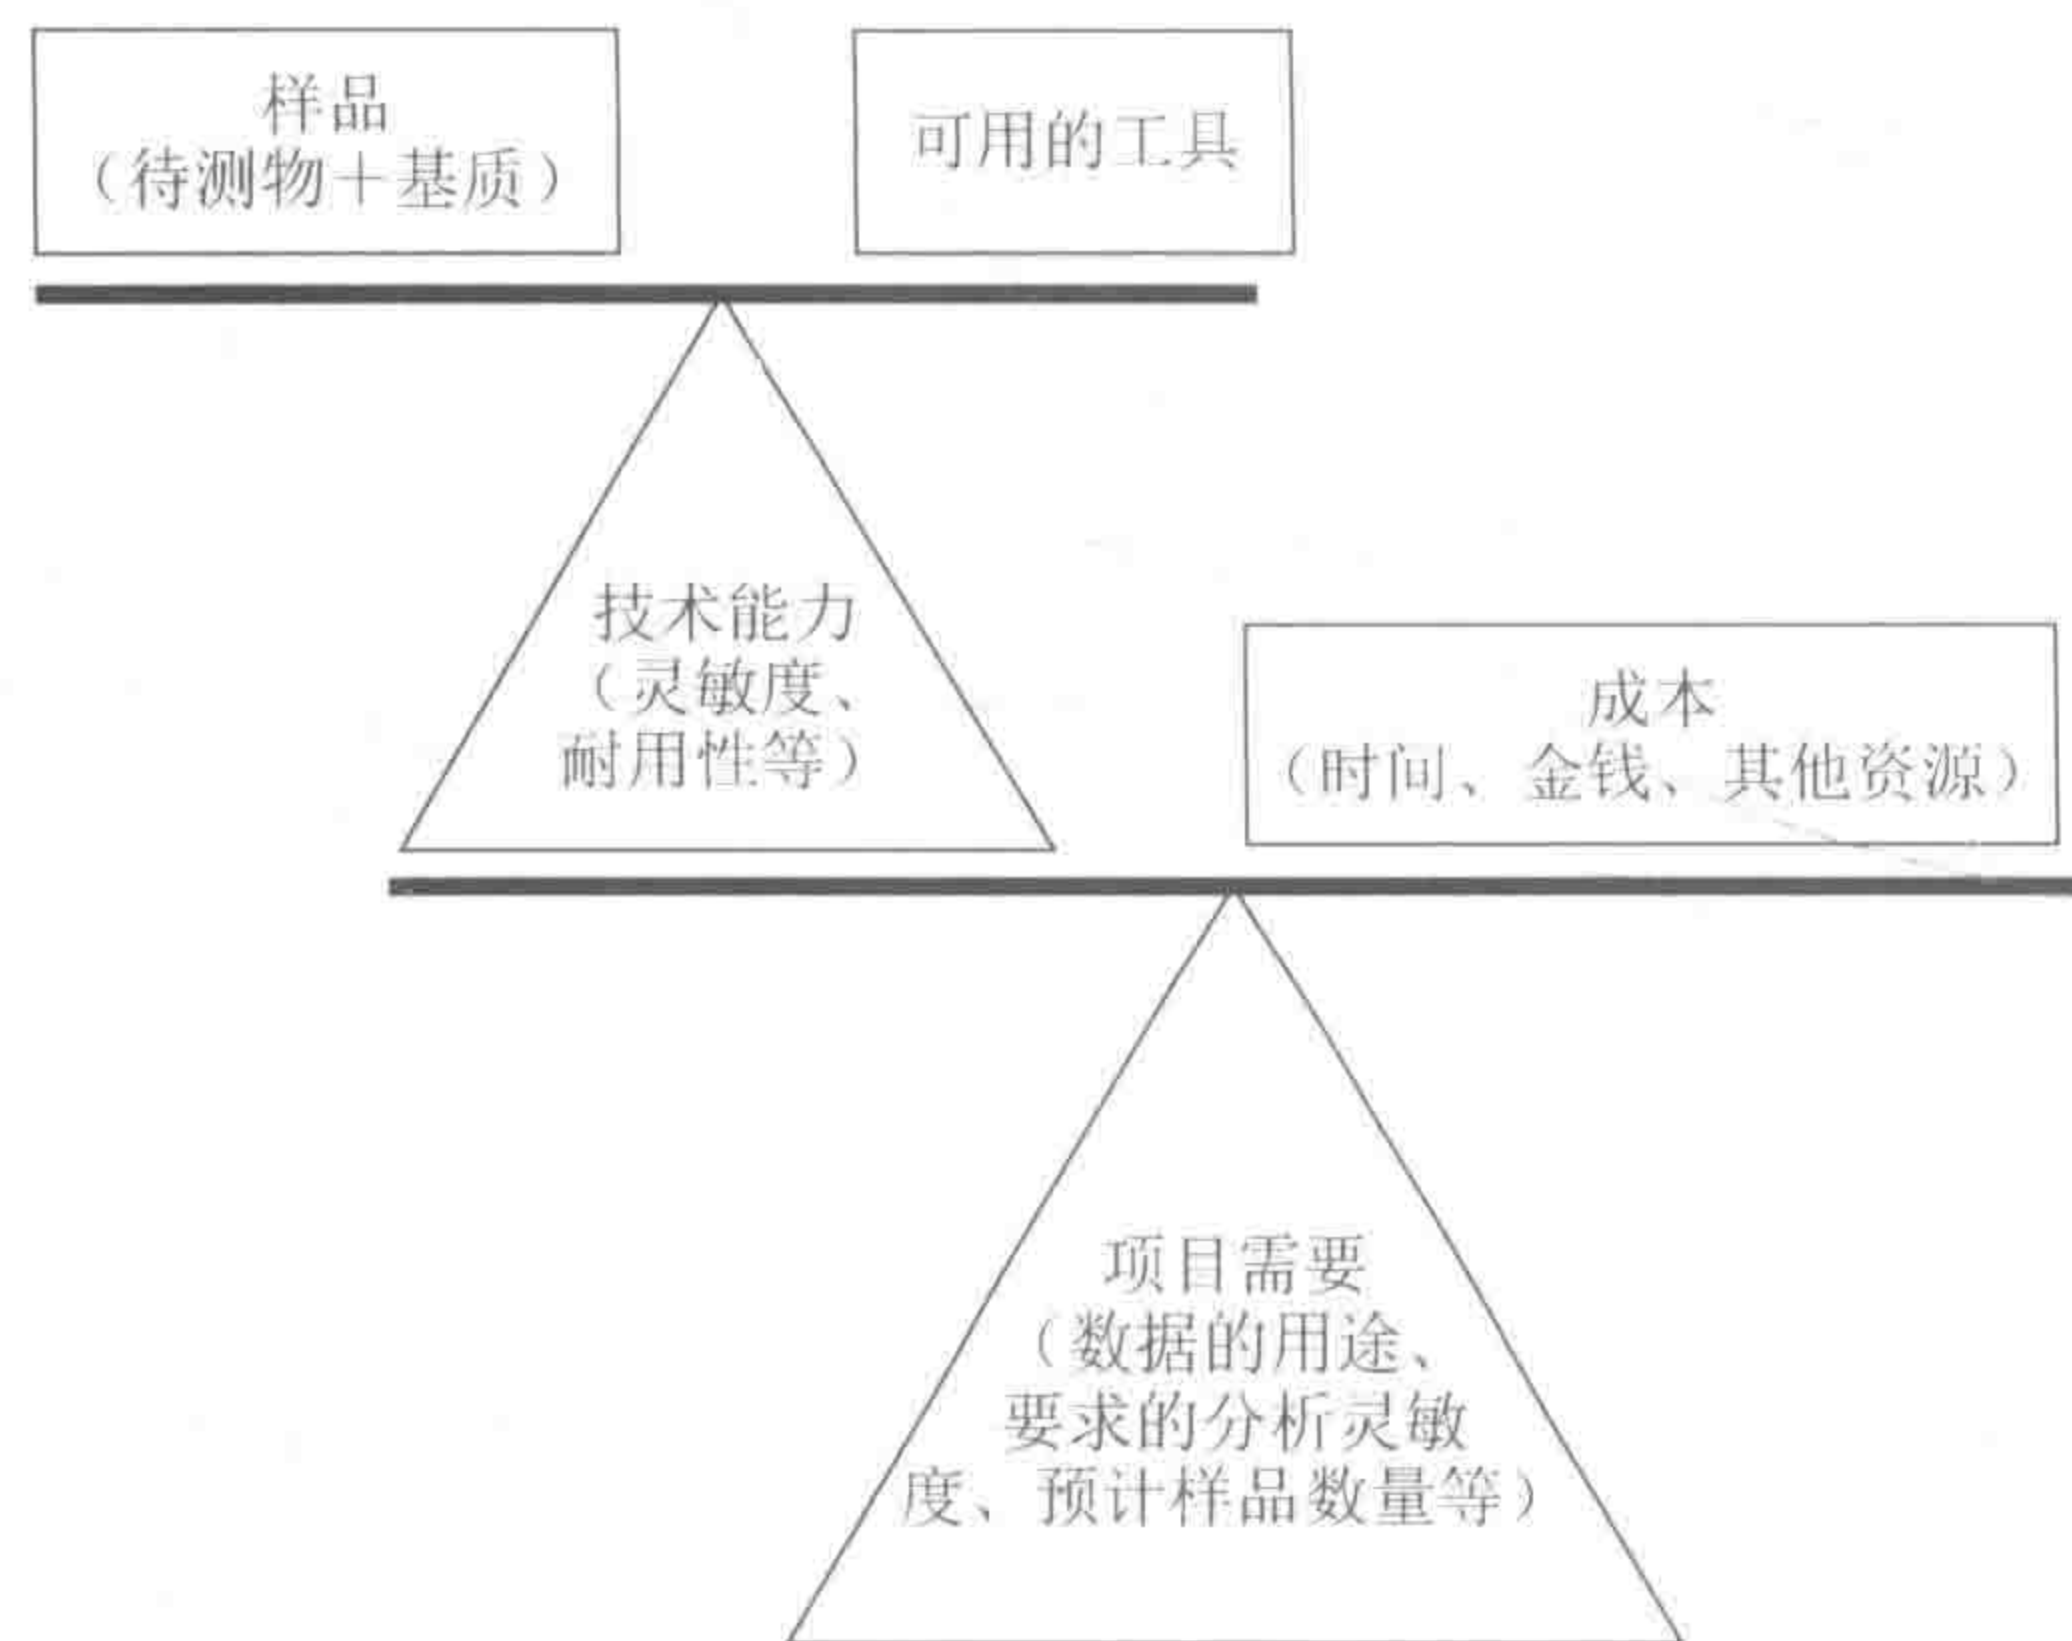 样品
（待测物＋基质）
可用的工具
技术能力
（灵敏度、
耐用性等）
成本
（时间、金钱、其他资源）
项目需要
（数据的用途、
要求的分析灵敏
度、预计样品数量等）